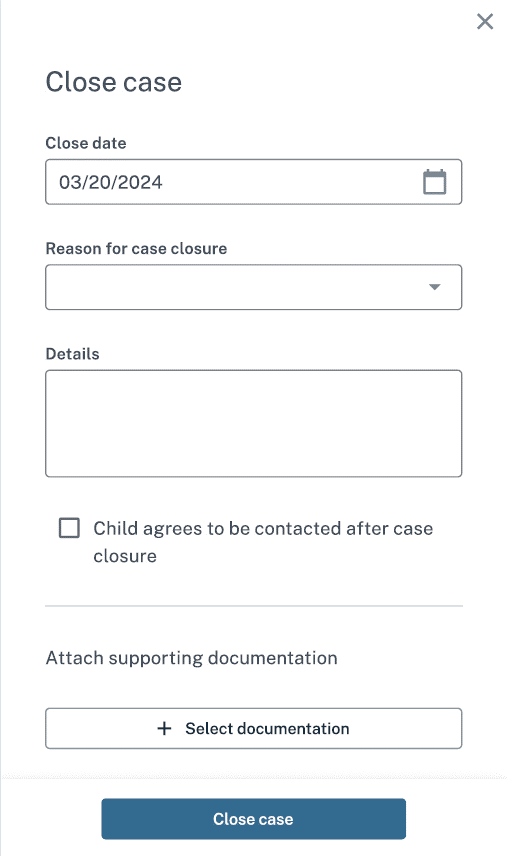 Close case
Close date
03/20/2024
Reason for case closure
Details
Child agrees to be contacted after case
closure
Attach supporting documentation
Select documentation
Close case